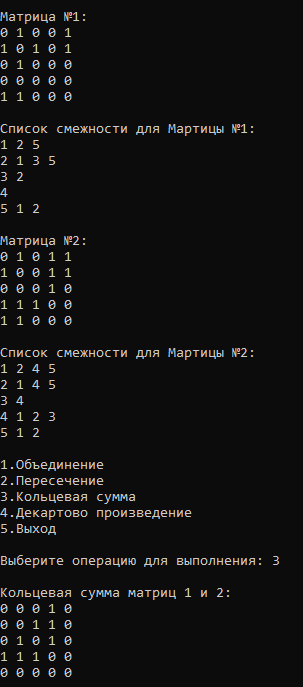 Матрица №1:
0 1 0 0 1
1 0 1 0 1
0 1 0 0 0
0 0 0 0 0
1 1 0 0 0
Список смежности для Мартицы №1:
1 2 5
2 1 3 5
3 2
4
5 1 2
Матрица №2:
0 1 0 1 1
1 0 0 1 1
0 0 0 1 0
1 1 1 0 0
1 1 0 0 0
Список смежности для Мартицы №2:
1 2 4 5
2 1 4 5
3 4
4 1 2 3
5 1 2
1.Объединение
2.Пересечение
3.Кольцевая сумма
4.Декартово произведение
5.Выход
Выберите операцию для выполнения: 3
Кольцевая сумма матриц 1 и 2:
0 0 0 1 0
0 0 1 1 0
0 1 0 1 0
1 1 1 0 0
0 0 0 0 0